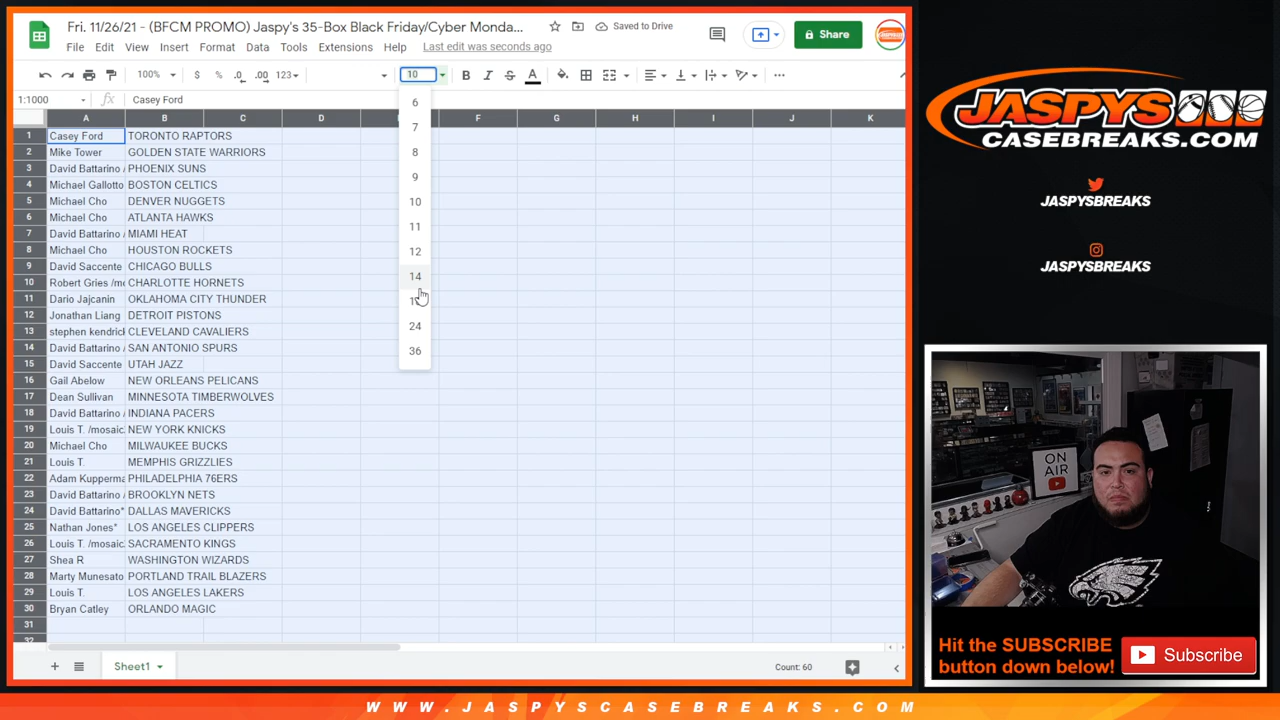 Fri. 11/26/21 - (BFCM PROMO) Jaspy's 35-Box Black Friday/Cyber Monda...
Saved to Drive
Share
JASPYSBREAKS
File Edit View Insert Format Data Tools Extensions Help Last edit was seconds ago
100% $ % .0 .00 123 10 B I S A
1:1000 fx Casey Ford
A B C D G H I J K
1 Casey Ford TORONTO RAPTORS
2 Mike Tower GOLDEN STATE WARRIORS
3 David Battarino / PHOENIX SUNS
4 Michael Gallotto BOSTON CELTICS
5 Michael Cho DENVER NUGGETS
6 Michael Cho ATLANTA HAWKS
7 David Battarino / MIAMI HEAT
8 Michael Cho HOUSTON ROCKETS
9 David Saccente CHICAGO BULLS
10 Robert Gries /mo CHARLOTTE HORNETS
11 Dario Jajcanin OKLAHOMA CITY THUNDER
12 Jonathan Liang DETROIT PISTONS
13 stephen kendrick CLEVELAND CAVALIERS
14 David Battarino / SAN ANTONIO SPURS
15 David Saccente UTAH JAZZ
16 Gail Abelow NEW ORLEANS PELICANS
17 Dean Sullivan MINNESOTA TIMBERWOLVES
18 David Battarino / INDIANA PACERS
19 Louis T. /mosaic NEW YORK KNICKS
20 Michael Cho MILWAUKEE BUCKS
21 Louis T. MEMPHIS GRIZZLIES
22 Adam Kupperma PHILADELPHIA 76ERS
23 David Battarino / BROOKLYN NETS
24 David Battarino* DALLAS MAVERICKS
25 Nathan Jones* LOS ANGELES CLIPPERS
26 Louis T. /mosaic SACRAMENTO KINGS
27 Shea R WASHINGTON WIZARDS
28 Marty Munesato PORTLAND TRAIL BLAZERS
29 Louis T. LOS ANGELES LAKERS
30 Bryan Catley ORLANDO MAGIC
31
32
6
7
8
9
10
11
12
14
24
36
Sheet1
Count: 60
JASPYS
CASEBREAKS.COM
JASPYSBREAKS
JASPYSBREAKS
ON
AIR
Hit the SUBSCRIBE
button down below!
Subscribe
WWW.JASPYSCASEBREAKS.COM